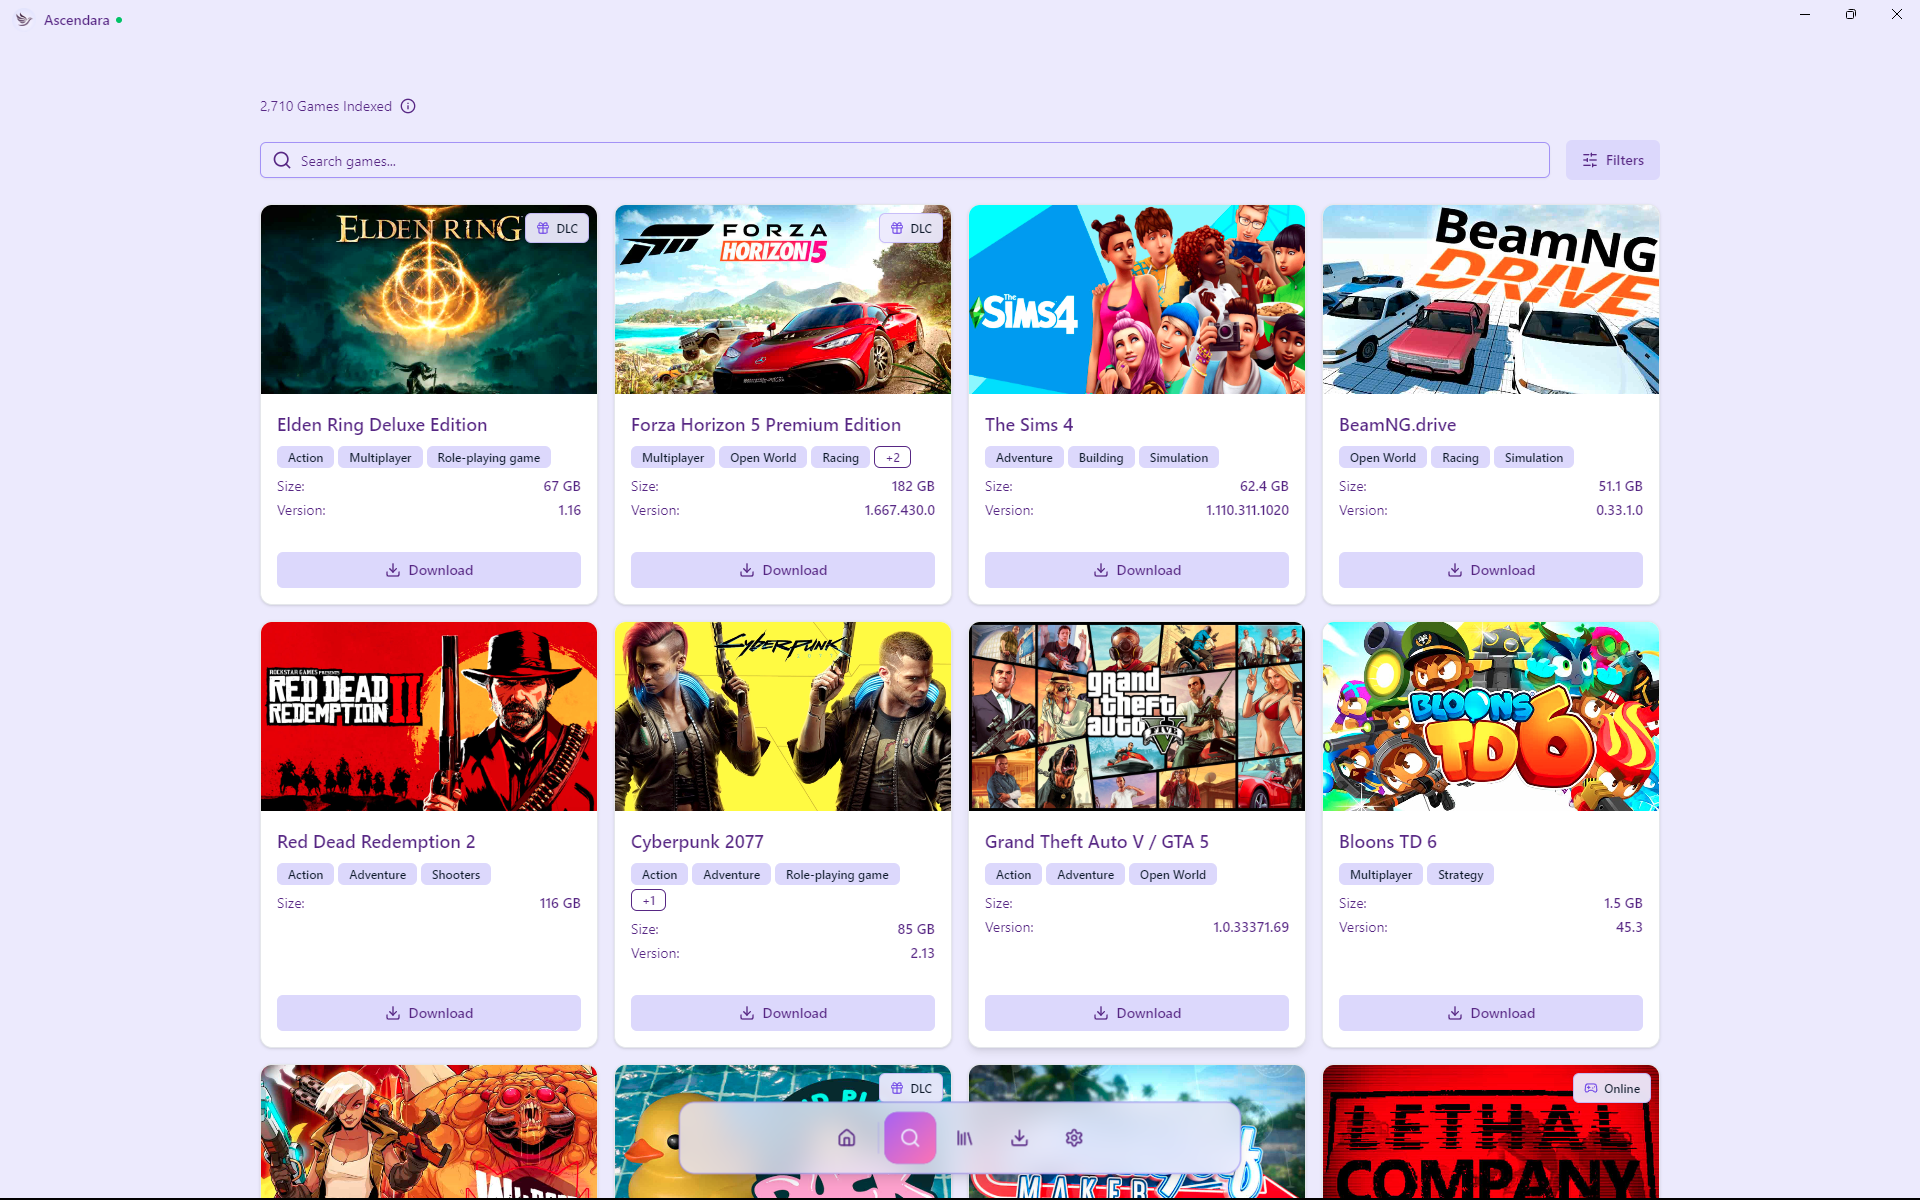 Ascendara
2,710 Games Indexed
Search games...
Filters
ELDEN RING
DLC
FORZA
HORIZON 5
DLC
The
SIMS4
BeamNG
DRIVE
Elden Ring Deluxe Edition
Action Multiplayer Role-playing game
Size: 67 GB
Version: 1.16
Download
Forza Horizon 5 Premium Edition
Multiplayer Open World Racing +2
Size: 182 GB
Version: 1.667.430.0
Download
The Sims 4
Adventure Building Simulation
Size: 62.4 GB
Version: 1.110.311.1020
Download
BeamNG.drive
Open World Racing Simulation
Size: 51.1 GB
Version: 0.33.1.0
Download
ROCKSTAR GAMES PRESENTS
RED DEAD
REDEMPTION II
CYBERPUNK
grand
theft
auto V
FIVE
BLOONS
TD 6
Red Dead Redemption 2
Action Adventure Shooters
Size: 116 GB
Download
Cyberpunk 2077
Action Adventure Role-playing game
+1
Size: 85 GB
Version: 2.13
Download
Grand Theft Auto V / GTA 5
Action Adventure Open World
Size:
Version: 1.0.33371.69
Download
Bloons TD 6
Multiplayer Strategy
Size: 1.5 GB
Version: 45.3
Download
DLC
MAKER
Online
LETHAL
COMPANY